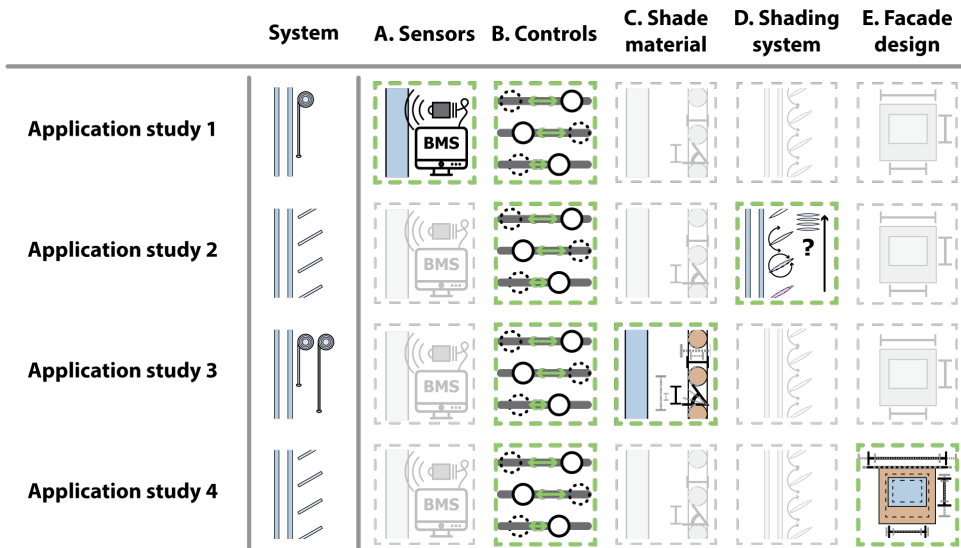 System
A. Sensors
B. Controls
C. Shade
material
D. Shading
system
E. Facade
design
Application study 1
BMS
Application study 2
BMS
?
Application study 3
BMS
Application study 4
BMS